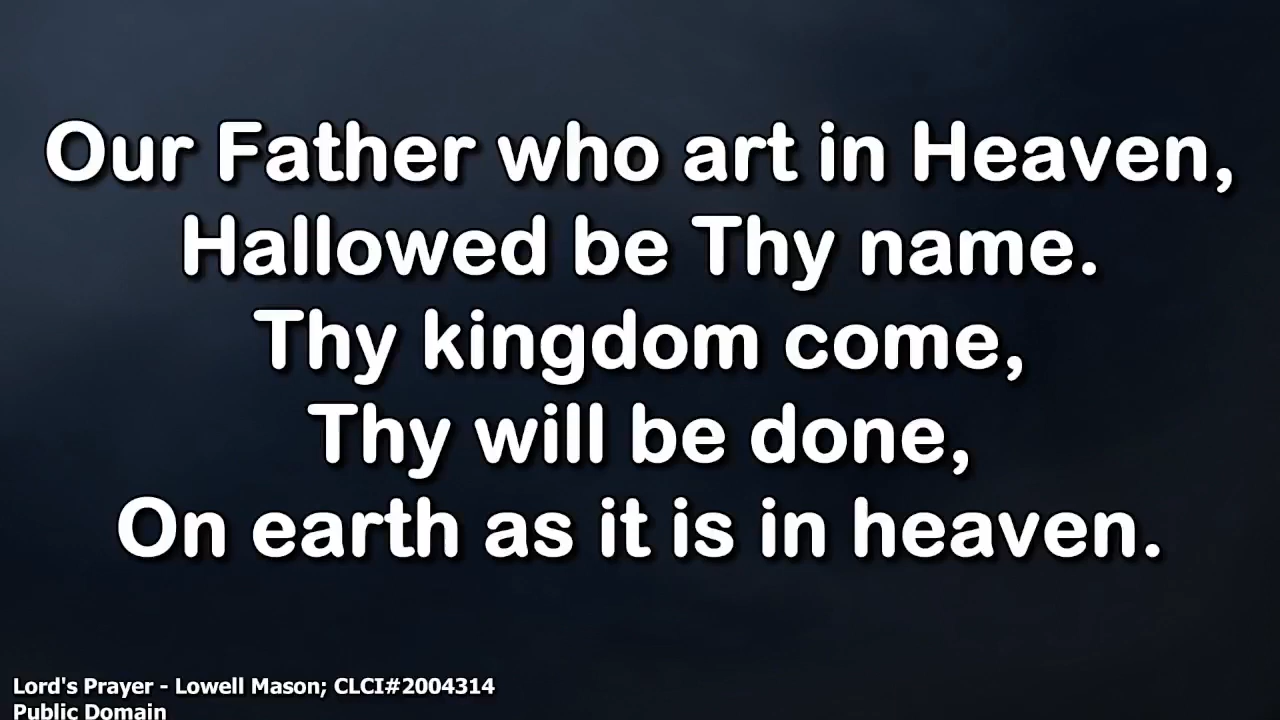 Our Father who art in Heaven,
Hallowed be Thy name.
Thy kingdom come,
Thy will be done,
On earth as it is in heaven.
Lord's Prayer - Lowell Mason; CLCI#2004314
Public Domain